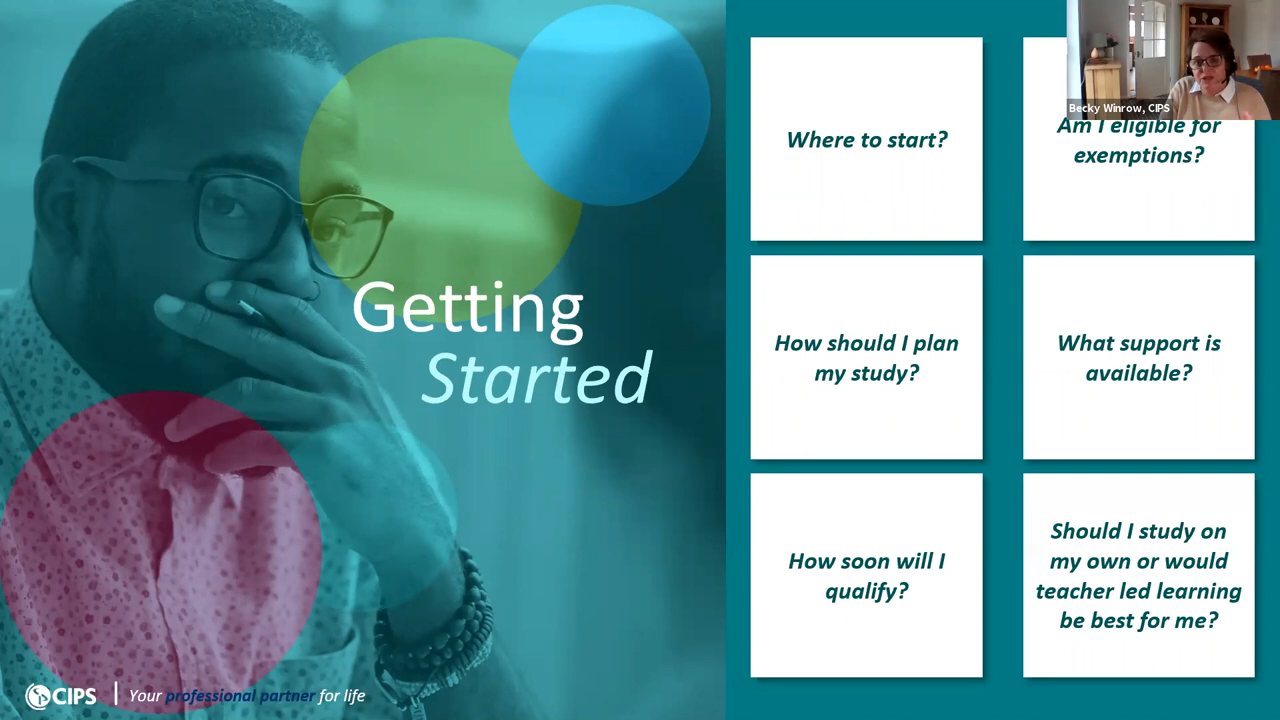 Getting
Started
CIPS
Your professional partner for life
Where to start?
Becky Winrow, CIPS
Am I eligible for
exemptions?
How should I plan
my study?
What support is
available?
How soon will I
qualify?
Should I study on
my own or would
teacher led learning
be best for me?